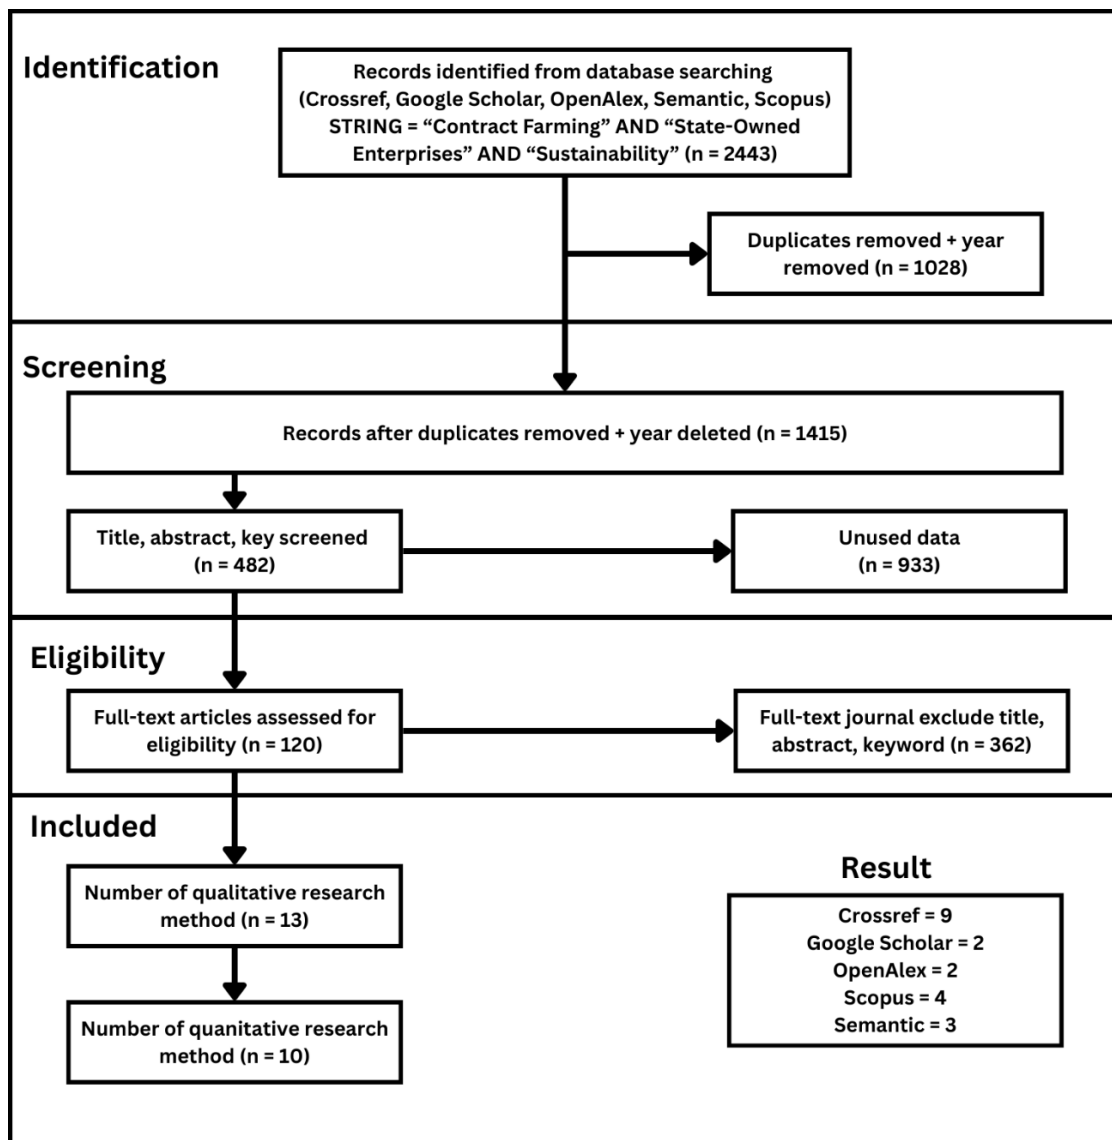 Identification
Records identified from database searching
(Crossref, Google Scholar, OpenAlex, Semantic, Scopus)
STRING = “Contract Farming” AND “State-Owned
Enterprises” AND “Sustainability” (n = 2443)
Duplicates removed + year
removed (n = 1028)
Screening
Records after duplicates removed + year deleted (n = 1415)
Title, abstract, key screened
(n = 482)
Unused data
(n = 933)
Eligibility
Full-text articles assessed for
eligibility (n = 120)
Full-text journal exclude title,
abstract, keyword (n = 362)
Included
Number of qualitative research
method (n = 13)
Number of quanitative research
method (n = 10)
Result
Crossref = 9
Google Scholar = 2
OpenAlex = 2
Scopus = 4
Semantic = 3